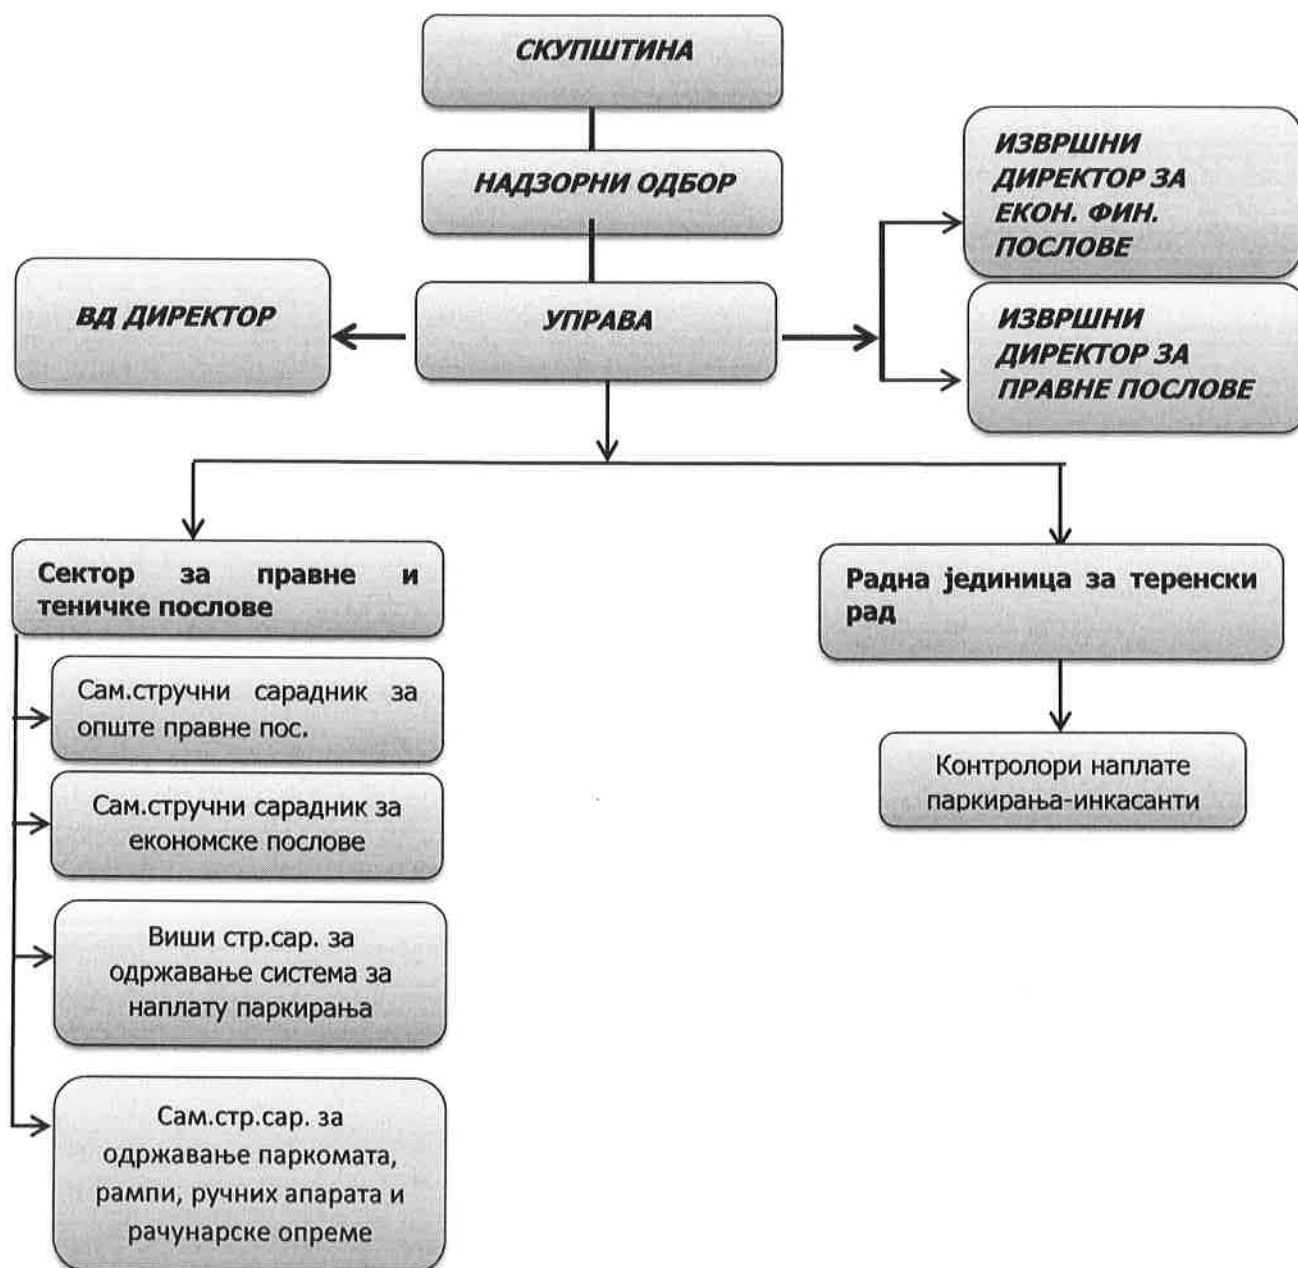 СКУПШТИНА
НАДЗОРНИ ОДБОР
ИЗВРШНИ
ДИРЕКТОР ЗА
ЕКОН. ФИН.
ПОСЛОВЕ
ВД ДИРЕКТОР
УПРАВА
ИЗВРШНИ
ДИРЕКТОР ЗА
ПРАВНЕ ПОСЛОВЕ
Сектор за правне и
теничке послове
Сам.стручни сарадник за
опште правне пос.
Сам.стручни сарадник за
економске послове
Виши стр.сар. за
одржавање система за
наплату паркирања
Сам.стр.сар. за
одржавање паркомата,
рампи, ручних апарата и
рачунарске опреме
Радна јединица за теренски
рад
Контролори наплате
паркирања-инкасанти